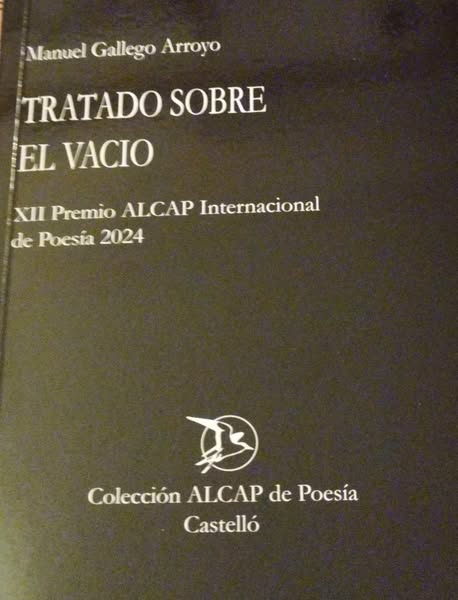 Manuel Gallego Arroyo
TRATADO SOBRE
EL VACIO
XII Premio ALCAP Internacional
de Poesía 2024
Colección ALCAP de Poesía
Castelló